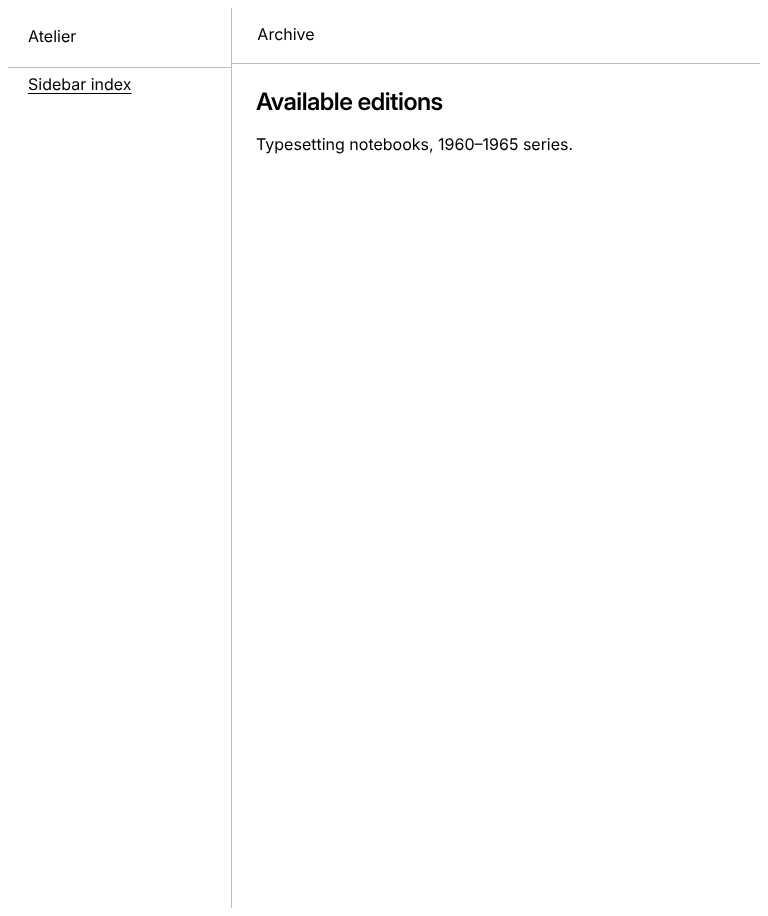 Atelier
Sidebar index
Archive
Available editions
Typesetting notebooks, 1960–1965 series.